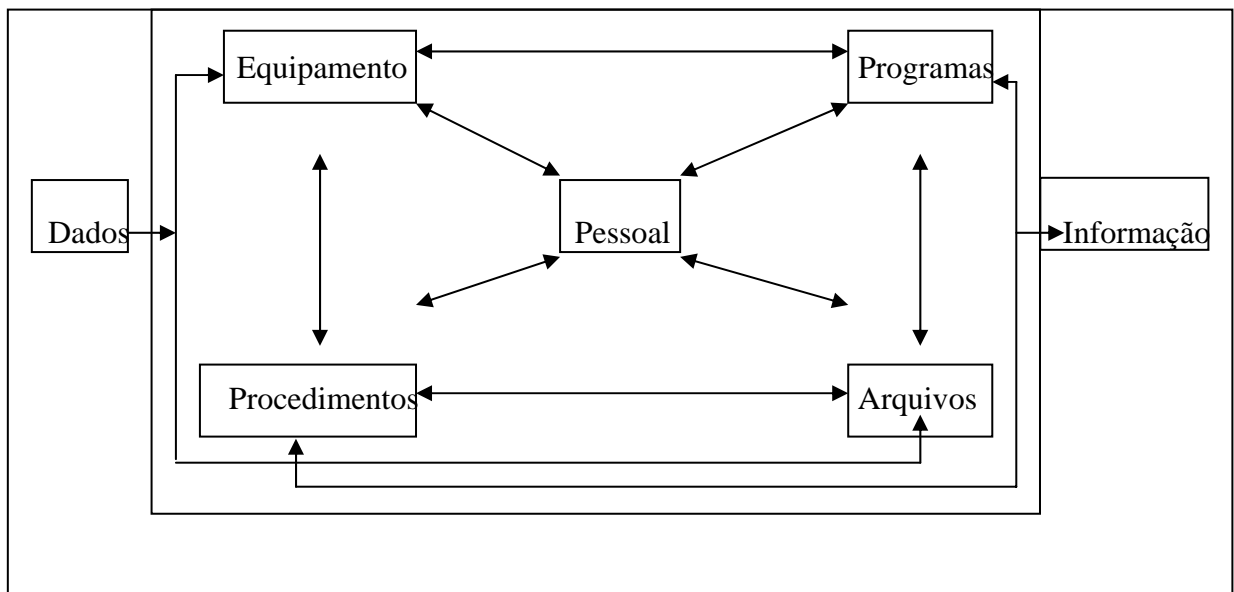 Equipamento
Programas
Dados
Pessoal
Informação
Procedimentos
Arquivos